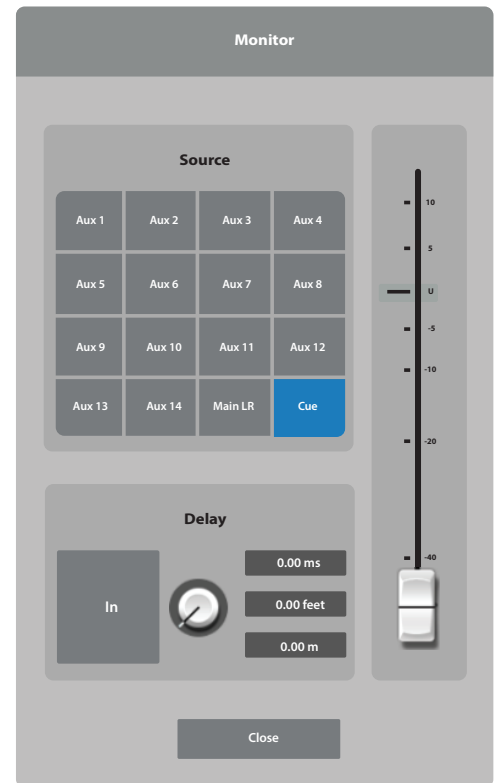 Monitor
Source
Aux 1 Aux 2 Aux 3 Aux 4
Aux 5 Aux 6 Aux 7 Aux 8
Aux 9 Aux 10 Aux 11 Aux 12
Aux 13 Aux 14 Main LR Cue
Delay
In
0.00 ms
0.00 feet
0.00 m
10
5
U
-5
-10
-20
-40
Close